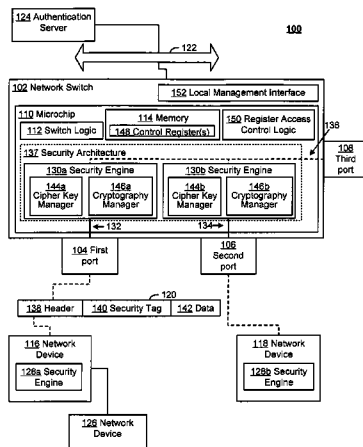 124 Authentication
Server
100
122
102 Network Switch
152 Local Management Interface
110 Microchip
112 Switch Logic
114 Memory
148 Control Register(s)
150 Register Access
Control Logic
136
137 Security Architecture
108
Third
port
130a Security Engine
130b Security Engine
144a
Cipher Key
Manager
146a
Cryptography
Manager
144b
Cipher Key
Manager
146b
Cryptography
Manager
132
134
104 First
port
106
Second
port
120
138 Header
140 Security Tag
142 Data
116 Network
Device
128a Security
Engine
118 Network
Device
128b Security
Engine
126 Network
Device